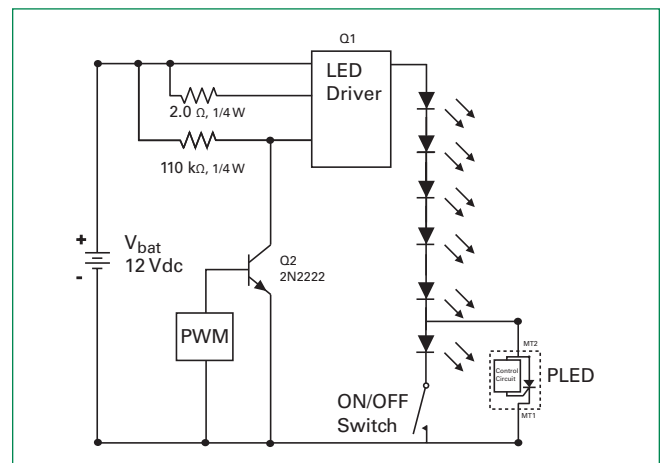 Q1
LED
Driver
2.0 Ω, 1/4 W
110 kΩ, 1/4 W
+
V_bat
12 Vdc
-
Q2
2N2222
PWM
MT2
Control
Circuit
PLED
MT1
ON/OFF
Switch